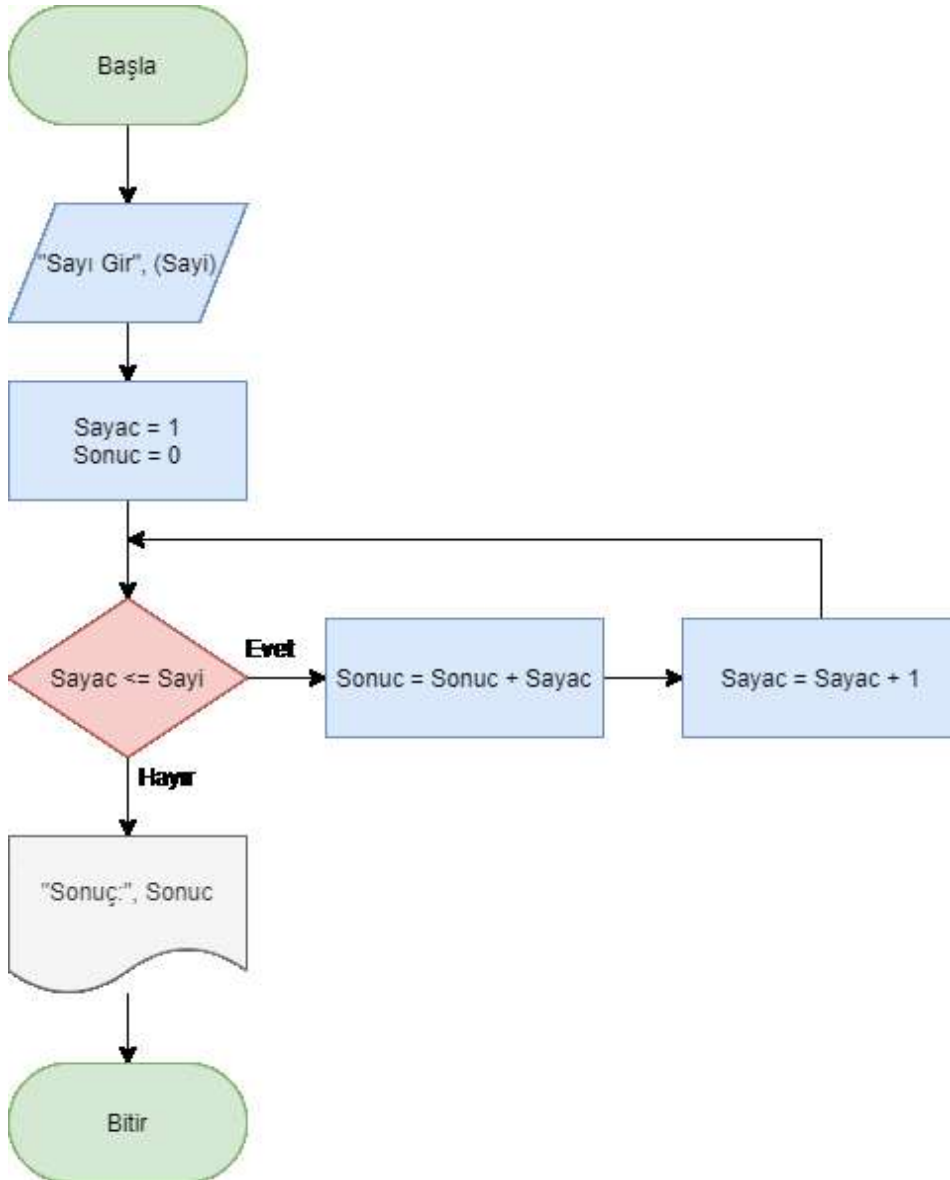 Başla
"Sayı Gir", (Sayi)
Sayac = 1
Sonuc = 0
Sayac <= Sayi
Evet
Sonuc = Sonuc + Sayac
Sayac = Sayac + 1
Hayır
"Sonuç:", Sonuc
Bitir